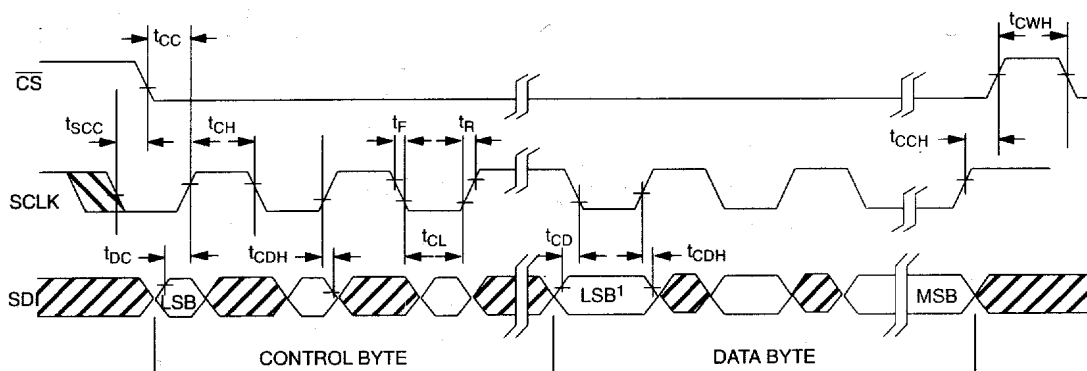 tCC
tCWH
CS
tSCC
tCH
tF
tR
tCCH
SCLK
tDC
tCDH
tCL
tCD
tCDH
SDI
LSB
LSB1
MSB
CONTROL BYTE
DATA BYTE